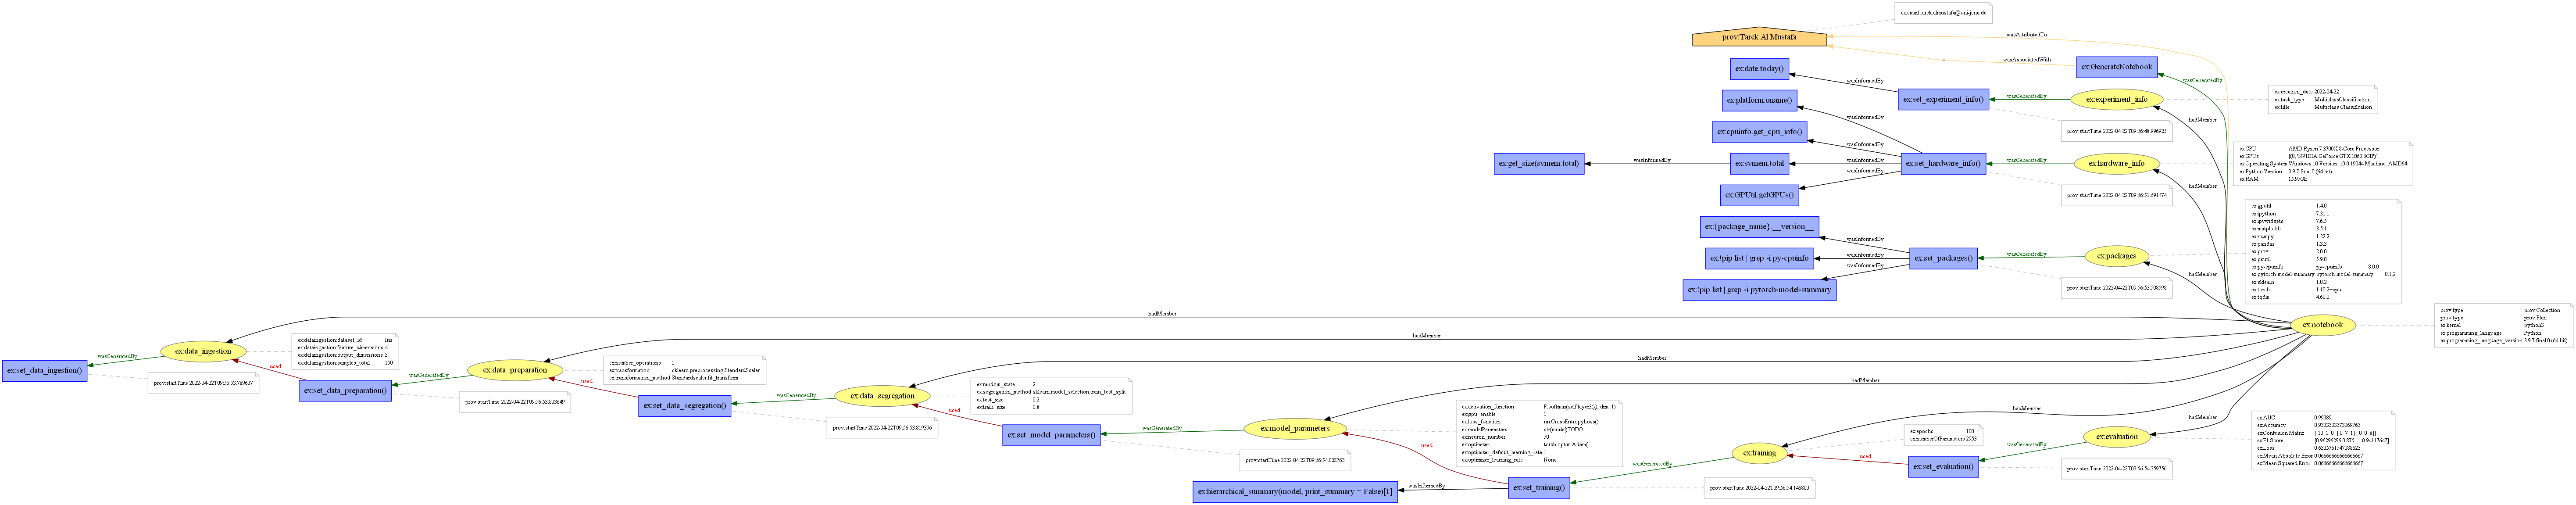 ex:email tarek.almustafa@uni-jena.de
prov:Tarek Al Mustafa
wasAttributedTo
wasAssociatedWith
ex:GenerateNotebook
wasGeneratedBy
ex:date.today()
wasInformedBy
ex:set_experiment_info()
wasGeneratedBy
ex:experiment_info
ex:creation_date 2022-04-22
ex:task_type MulticlassClassification
ex:title Multiclass Classification
prov:startTime 2022-04-22T09:56:48.996925
hadMember
ex:platform.uname()
wasInformedBy
ex:cpuinfo.get_cpu_info()
wasInformedBy
ex:get_size(svmem.total)
wasInformedBy
ex:svmem.total
wasInformedBy
ex:GPUtil.getGPUs()
wasInformedBy
ex:set_hardware_info()
wasGeneratedBy
ex:hardware_info
ex:CPU AMD Ryzen 7 3700X 8-Core Processor
ex:GPUs [(0, 'NVIDIA GeForce GTX 1060 6GB')]
ex:Operating System Windows 10 Version: 10.0.19044 Machine: AMD64
ex:Python Version 3.9.7.final.0 (64 bit)
ex:RAM 15.93GB
prov:startTime 2022-04-22T09:56:51.691474
hadMember
ex:{package_name}.__version__
wasInformedBy
ex:!pip list | grep -i py-cpuinfo
wasInformedBy
ex:!pip list | grep -i pytorch-model-summary
wasInformedBy
ex:set_packages()
wasGeneratedBy
ex:packages
ex:gputil 1.4.0
ex:ipython 7.31.1
ex:ipywidgets 7.6.5
ex:matplotlib 3.5.1
ex:numpy 1.22.2
ex:pandas 1.3.3
ex:prov 2.0.0
ex:psutil 5.9.0
ex:py-cpuinfo py-cpuinfo 8.0.0
ex:pytorch-model-summary pytorch-model-summary 0.1.2
ex:sklearn 1.0.2
ex:torch 1.10.2+cpu
ex:tqdm 4.60.0
prov:startTime 2022-04-22T09:56:53.508598
hadMember
ex:notebook
prov:type prov:Collection
prov:type prov:Plan
ex:kernel python3
ex:programming_language Python
ex:programming_language_version 3.9.7.final.0 (64 bit)
hadMember
ex:data_ingestion
ex:dataingestion:dataset_id Iris
ex:dataingestion:feature_dimensions 4
ex:dataingestion:output_dimensions 3
ex:dataingestion:samples_total 150
wasGeneratedBy
ex:set_data_ingestion()
prov:startTime 2022-04-22T09:56:53.789637
used
hadMember
ex:data_preparation
ex:number_operations 1
ex:transformation sklearn.preprocessing.StandardScaler
ex:transformation_method Standardscaler.fit_transform
wasGeneratedBy
ex:set_data_preparation()
prov:startTime 2022-04-22T09:56:53.803649
used
hadMember
ex:data_segregation
ex:random_state 2
ex:segregation_method sklearn.model_selection.train_test_split
ex:test_size 0.2
ex:train_size 0.8
wasGeneratedBy
ex:set_data_segregation()
prov:startTime 2022-04-22T09:56:53.819396
used
hadMember
ex:model_parameters
ex:activation_function F.softmax(self.layer3(x), dim=1)
ex:gpu_enable 1
ex:loss_function nn.CrossEntropyLoss()
ex:modelParameters str(model)TODO
ex:neuron_number 50
ex:optimizer torch.optim.Adam(
ex:optimizer_default_learning_rate 1
ex:optimizer_learning_rate None
wasGeneratedBy
ex:set_model_parameters()
prov:startTime 2022-04-22T09:56:54.028763
used
hadMember
ex:training
ex:epochs 100
ex:numberOfParameters 2953
wasGeneratedBy
ex:set_training()
prov:startTime 2022-04-22T09:56:54.146800
wasInformedBy
ex:hierarchical_summary(model, print_summary = False)[1]
used
hadMember
ex:evaluation
ex:AUC 0.99389
ex:Accuracy 0.9333333373069763
ex:Confusion Matrix [[13 1 0] [ 0 7 1] [ 0 0 8]]
ex:F1 Score [0.96296296 0.875 0.94117647]
ex:Loss
ex:Mean Absolute Error 0.06666666666666667
ex:Mean Squared Error 0.06666666666666667
wasGeneratedBy
ex:set_evaluation()
prov:startTime 2022-04-22T09:56:54.359756